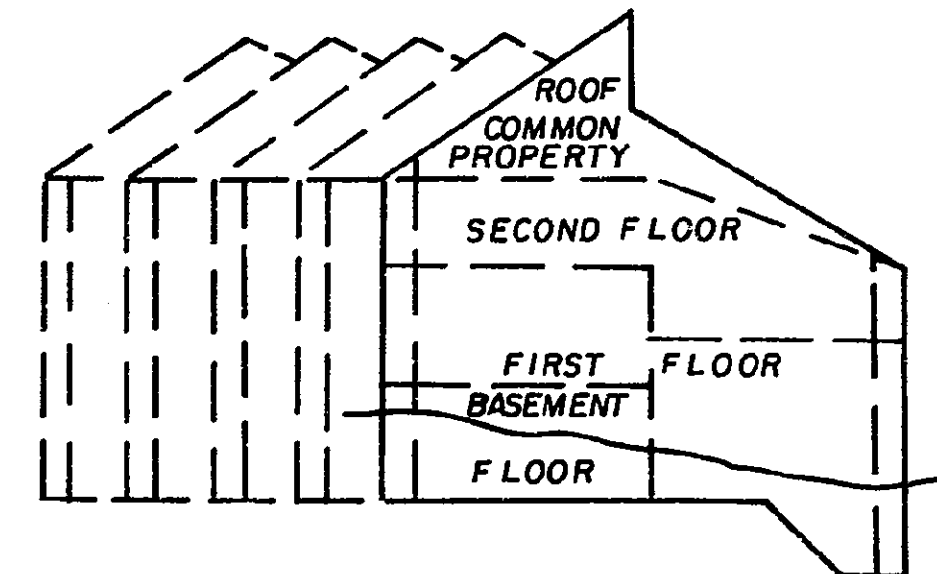 ROOF
COMMON
PROPERTY
SECOND FLOOR
FIRST FLOOR
BASEMENT
FLOOR